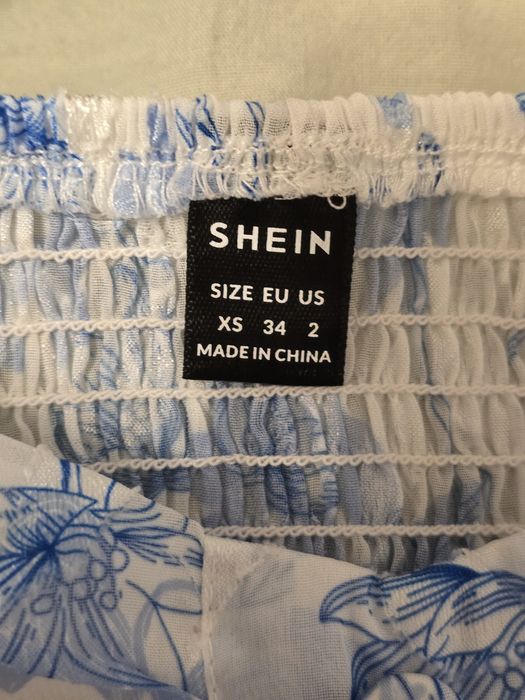 SHEIN
SIZE EU US
XS 34 2
MADE IN CHINA